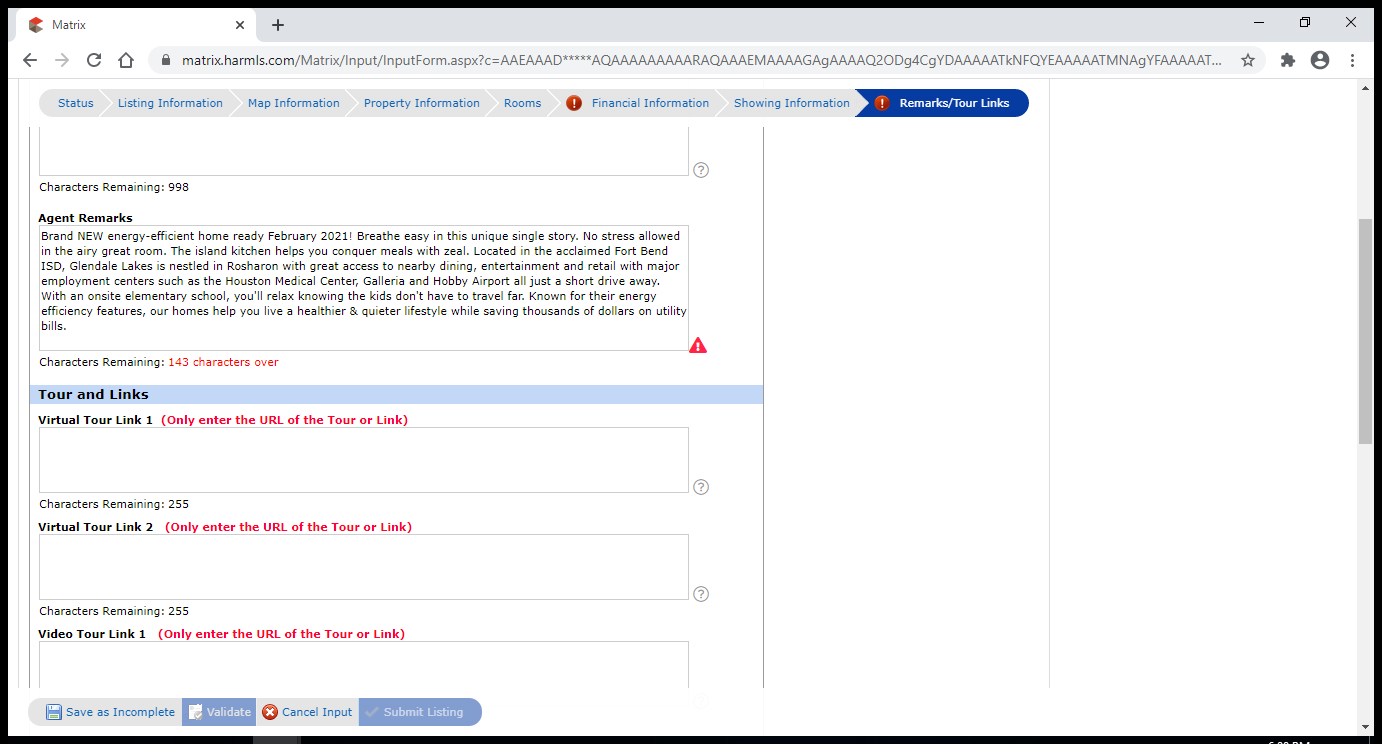 Matrix
matrix.harmls.com/Matrix/Input/InputForm.aspx?c=AAEAAAD*****AQAAAAAAAAARAQAAAEMAAAAGAgAAAAQ2ODg4CgYDAAAAATkNFQYEAAAAATMNAgYFAAAAAT...
Status Listing Information Map Information Property Information Rooms ! Financial Information Showing Information ! Remarks/Tour Links
?
Characters Remaining: 998
Agent Remarks
Brand NEW energy-efficient home ready February 2021! Breathe easy in this unique single story. No stress allowed
in the airy great room. The island kitchen helps you conquer meals with zeal. Located in the acclaimed Fort Bend
ISD, Glendale Lakes is nestled in Rosharon with great access to nearby dining, entertainment and retail with major
employment centers such as the Houston Medical Center, Galleria and Hobby Airport all just a short drive away.
With an onsite elementary school, you'll relax knowing the kids don't have to travel far. Known for their energy
efficiency features, our homes help you live a healthier & quieter lifestyle while saving thousands of dollars on utility
bills.
Characters Remaining: 143 characters over
Tour and Links
Virtual Tour Link 1 (Only enter the URL of the Tour or Link)
?
Characters Remaining: 255
Virtual Tour Link 2 (Only enter the URL of the Tour or Link)
?
Characters Remaining: 255
Video Tour Link 1 (Only enter the URL of the Tour or Link)
Save as Incomplete Validate Cancel Input Submit Listing